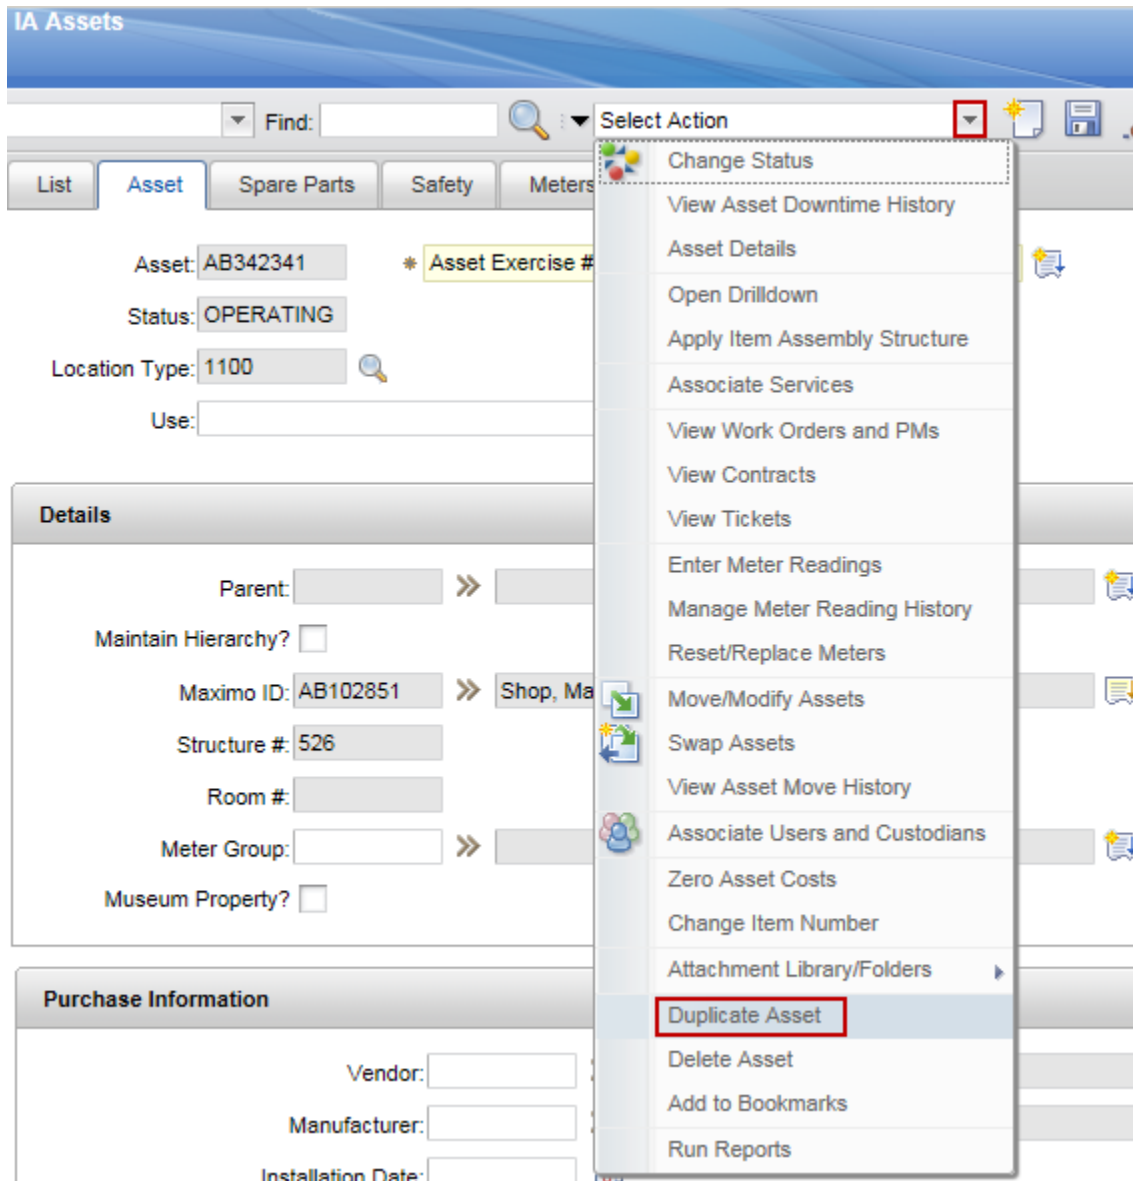 IA Assets
Find:
Select Action
List
Asset
Spare Parts
Safety
Meters
Asset: AB342341
* Asset Exercise #
Status: OPERATING
Location Type: 1100
Use:
Change Status
View Asset Downtime History
Asset Details
Open Drilldown
Apply Item Assembly Structure
Associate Services
View Work Orders and PMs
View Contracts
View Tickets
Enter Meter Readings
Manage Meter Reading History
Reset/Replace Meters
Move/Modify Assets
Swap Assets
View Asset Move History
Associate Users and Custodians
Zero Asset Costs
Change Item Number
Attachment Library/Folders
Duplicate Asset
Delete Asset
Add to Bookmarks
Run Reports
Details
Parent:
Maintain Hierarchy?
Maximo ID: AB102851
Shop, Ma
Structure #: 526
Room #:
Meter Group:
Museum Property?
Purchase Information
Vendor:
Manufacturer:
Installation Date: